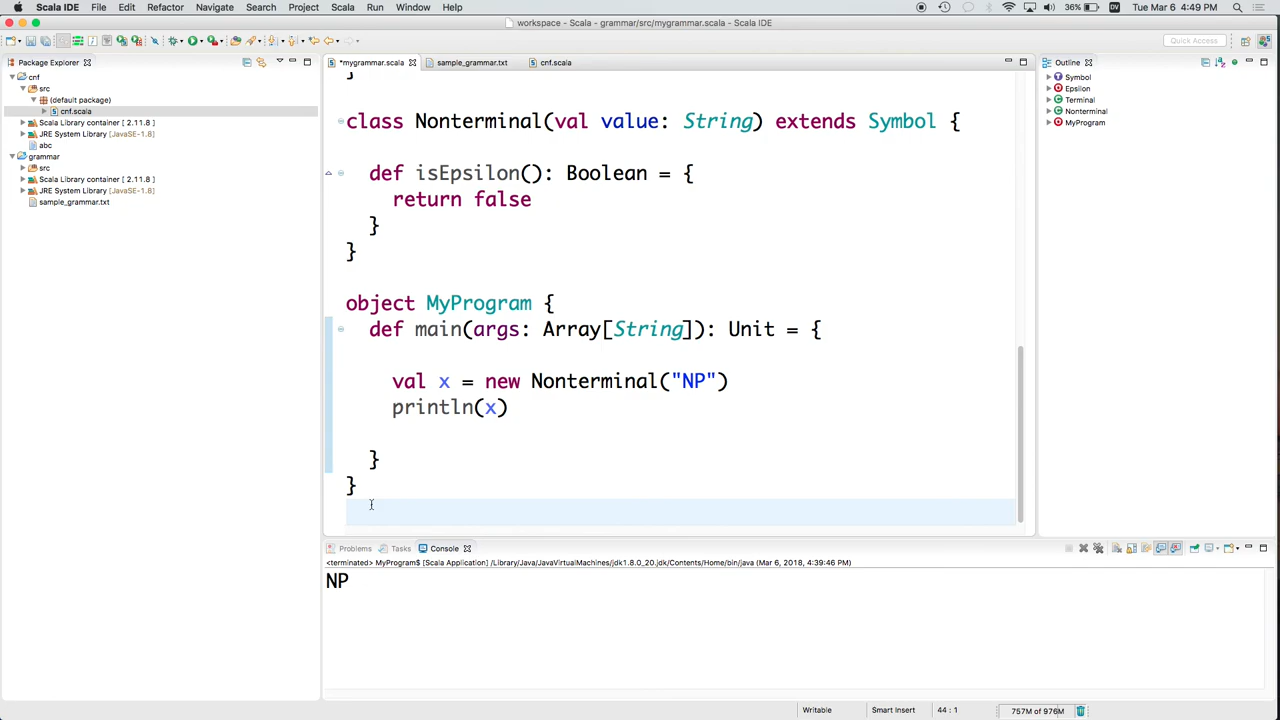 Scala IDE File Edit Refactor Navigate Search Project Scala Run Window Help 36% DV Tue Mar 6 4:49 PM
workspace - Scala - grammar/src/mygrammar.scala - Scala IDE
Quick Access
Package Explorer
cnf
src
(default package)
cnf.scala
Scala Library container [ 2.11.8 ]
JRE System Library [JavaSE-1.8]
abc
grammar
src
Scala Library container [ 2.11.8 ]
JRE System Library [JavaSE-1.8]
sample_grammar.txt
*mygrammar.scala sample_grammar.txt cnf.scala
}
class Nonterminal(val value: String) extends Symbol {
def isEpsilon(): Boolean = {
return false
}
}
object MyProgram {
def main(args: Array[String]): Unit = {
val x = new Nonterminal("NP")
println(x)
}
}
Outline
Symbol
Epsilon
Terminal
Nonterminal
MyProgram
Problems Tasks Console
<terminated> MyProgram$ [Scala Application] /Library/Java/JavaVirtualMachines/jdk1.8.0_20.jdk/Contents/Home/bin/java (Mar 6, 2018, 4:39:46 PM)
NP
Writable Smart Insert 44 : 1 757M of 976M